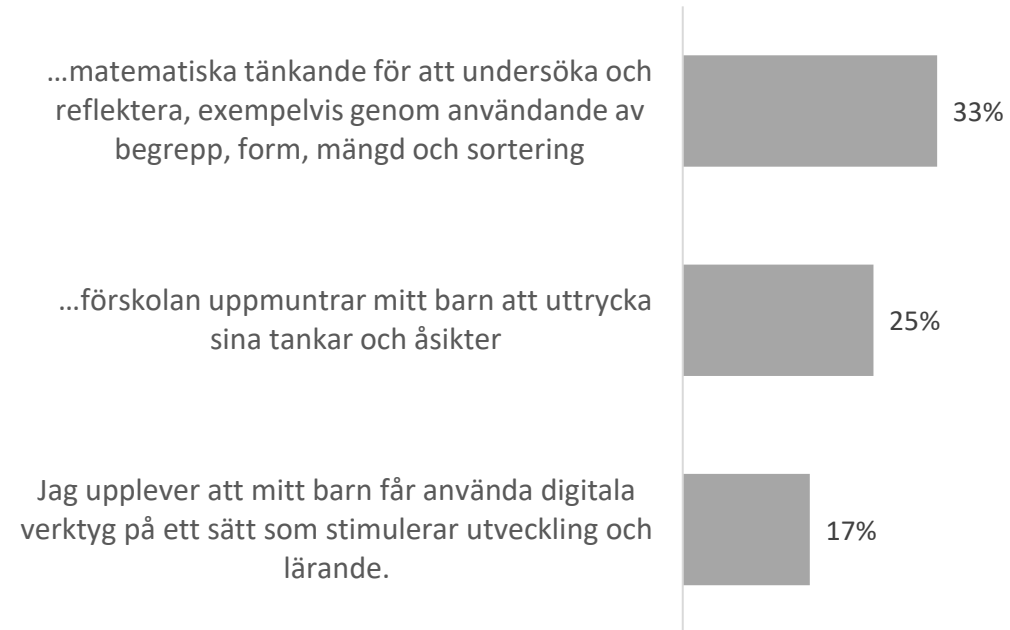 …matematiska tänkande för att undersöka och
reflektera, exempelvis genom användande av
begrepp, form, mängd och sortering
33%
…förskolan uppmuntrar mitt barn att uttrycka
sina tankar och åsikter
25%
Jag upplever att mitt barn får använda digitala
verktyg på ett sätt som stimulerar utveckling och
lärande.
17%